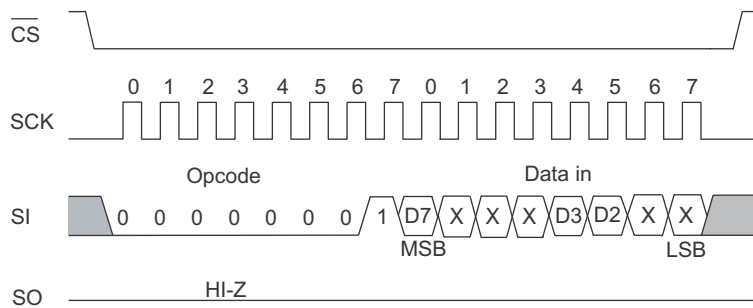 CS
0 1 2 3 4 5 6 7 0 1 2 3 4 5 6 7
SCK
Opcode Data in
SI 0 0 0 0 0 0 0 1 D7 X X X D3 D2 X X
MSB LSB
HI-Z
SO